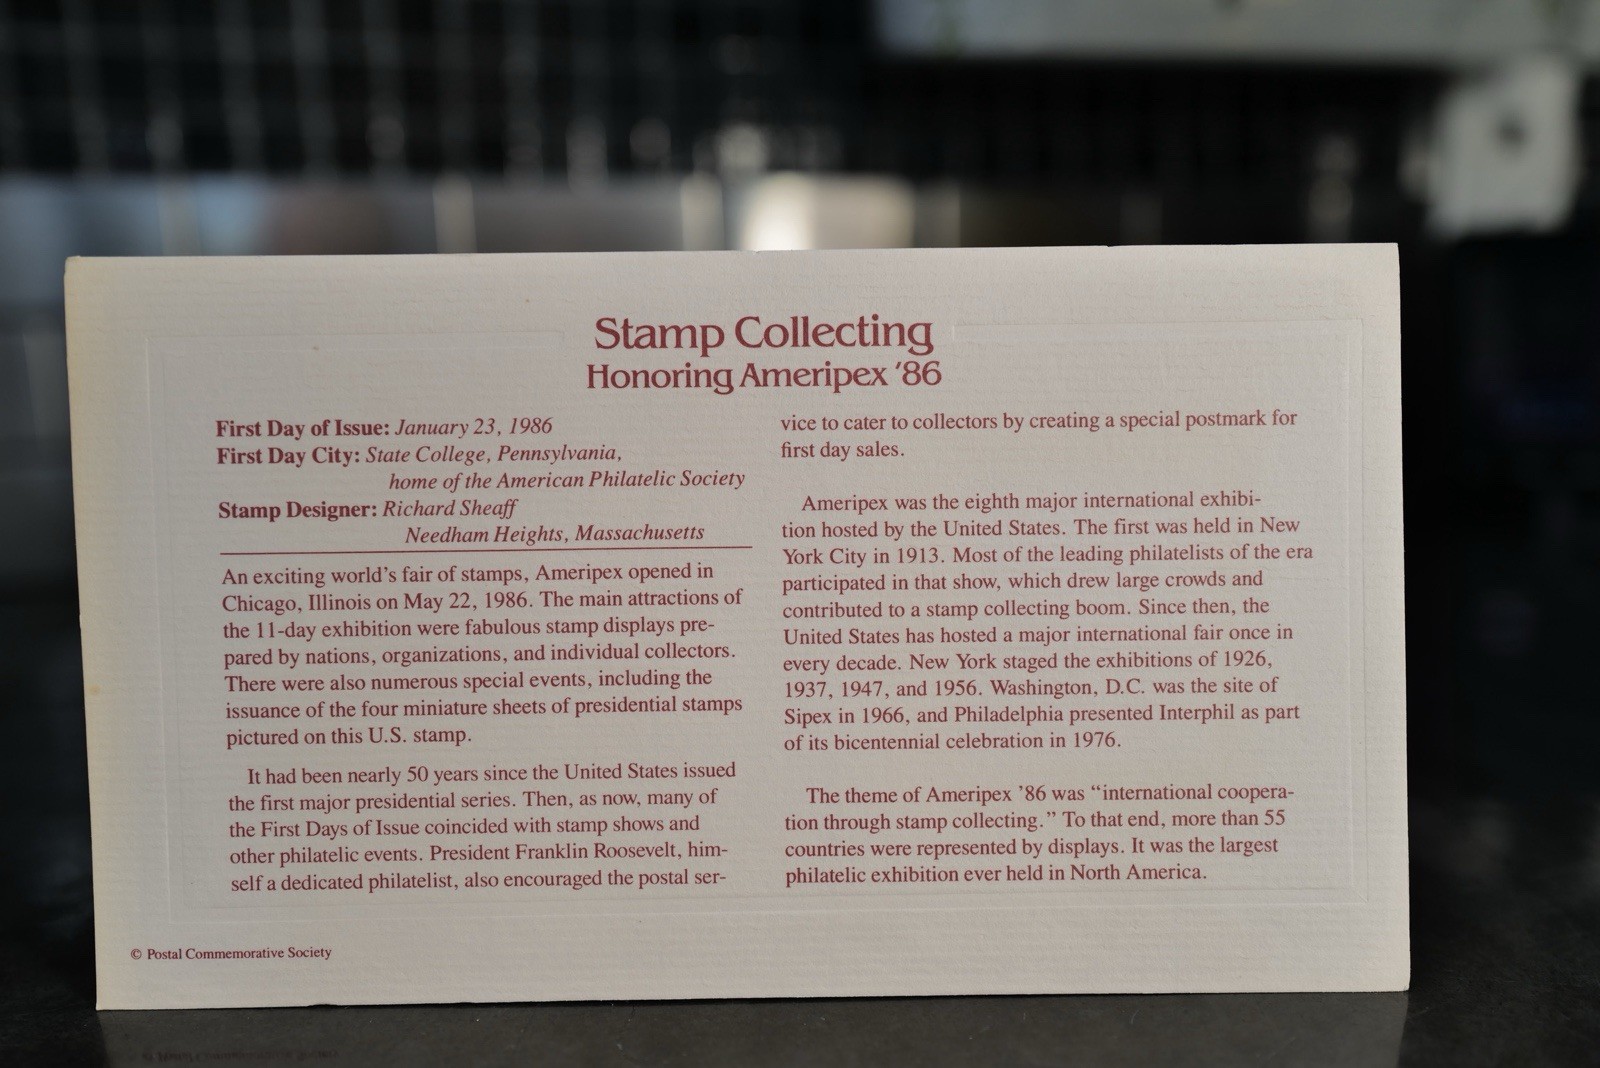 Stamp Collecting
Honoring Ameripex '86
First Day of Issue: January 23, 1986
First Day City: State College, Pennsylvania,
home of the American Philatelic Society
Stamp Designer: Richard Sheaff
Needham Heights, Massachusetts
An exciting world's fair of stamps, Ameripex opened in
Chicago, Illinois on May 22, 1986. The main attractions of
the 11-day exhibition were fabulous stamp displays pre-
pared by nations, organizations, and individual collectors.
There were also numerous special events, including the
issuance of the four miniature sheets of presidential stamps
pictured on this U.S. stamp.
It had been nearly 50 years since the United States issued
the first major presidential series. Then, as now, many of
the First Days of Issue coincided with stamp shows and
other philatelic events. President Franklin Roosevelt, him-
self a dedicated philatelist, also encouraged the postal ser-
vice to cater to collectors by creating a special postmark for
first day sales.
Ameripex was the eighth major international exhibi-
tion hosted by the United States. The first was held in New
York City in 1913. Most of the leading philatelists of the era
participated in that show, which drew large crowds and
contributed to a stamp collecting boom. Since then, the
United States has hosted a major international fair once in
every decade. New York staged the exhibitions of 1926,
1937, 1947, and 1956. Washington, D.C. was the site of
Sipex in 1966, and Philadelphia presented Interphil as part
of its bicentennial celebration in 1976.
The theme of Ameripex '86 was “international coopera-
tion through stamp collecting.” To that end, more than 55
countries were represented by displays. It was the largest
philatelic exhibition ever held in North America.
© Postal Commemorative Society